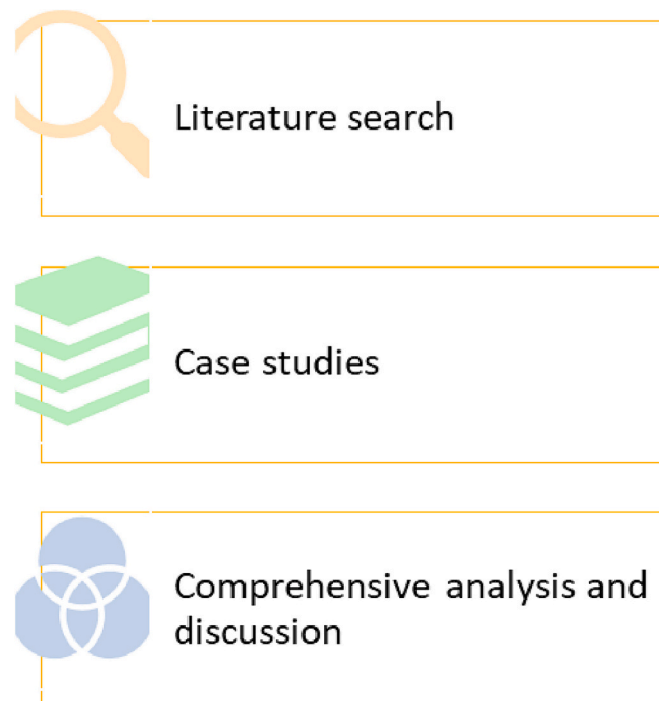 Literature search
Case studies
Comprehensive analysis and
discussion